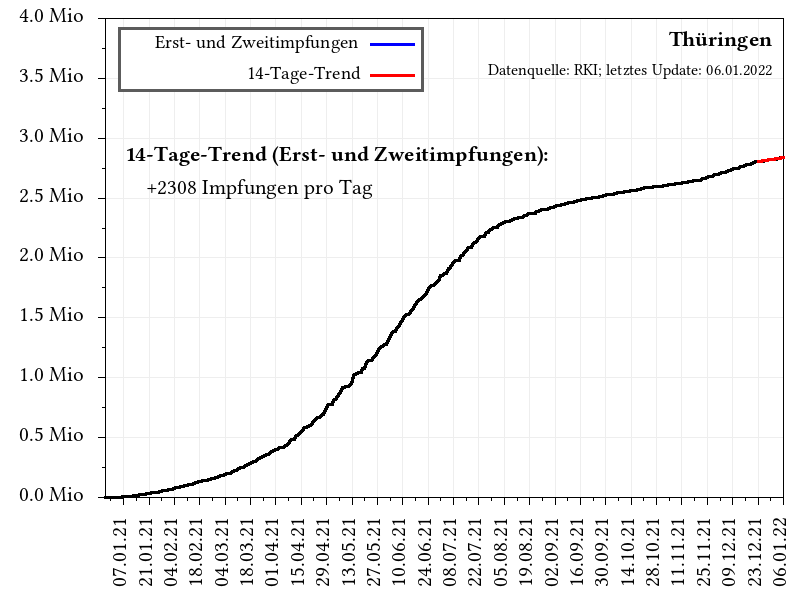 4.0 Mio
Erst- und Zweitimpfungen
14-Tage-Trend
Thüringen
Datenquelle: RKI; letztes Update: 06.01.2022
3.5 Mio
3.0 Mio
14-Tage-Trend (Erst- und Zweitimpfungen):
+2308 Impfungen pro Tag
2.5 Mio
2.0 Mio
1.5 Mio
1.0 Mio
0.5 Mio
0.0 Mio
07.01.21
21.01.21
04.02.21
18.02.21
04.03.21
18.03.21
01.04.21
15.04.21
29.04.21
13.05.21
27.05.21
10.06.21
24.06.21
08.07.21
22.07.21
05.08.21
19.08.21
02.09.21
16.09.21
30.09.21
14.10.21
28.10.21
11.11.21
25.11.21
09.12.21
23.12.21
06.01.22